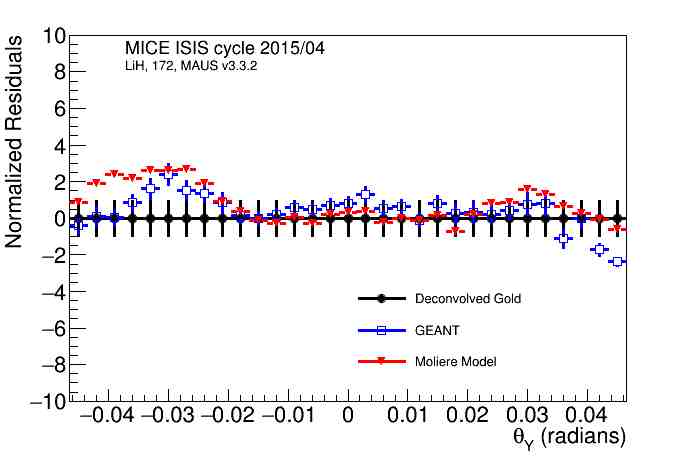 MICE ISIS cycle 2015/04
LiH, 172, MAUS v3.3.2
Normalized Residuals
10
8
6
4
2
0
−2
−4
−6
−8
−10
Deconvolved Gold
GEANT
Moliere Model
−0.04 −0.03 −0.02 −0.01 0 0.01 0.02 0.03 0.04
θY (radians)